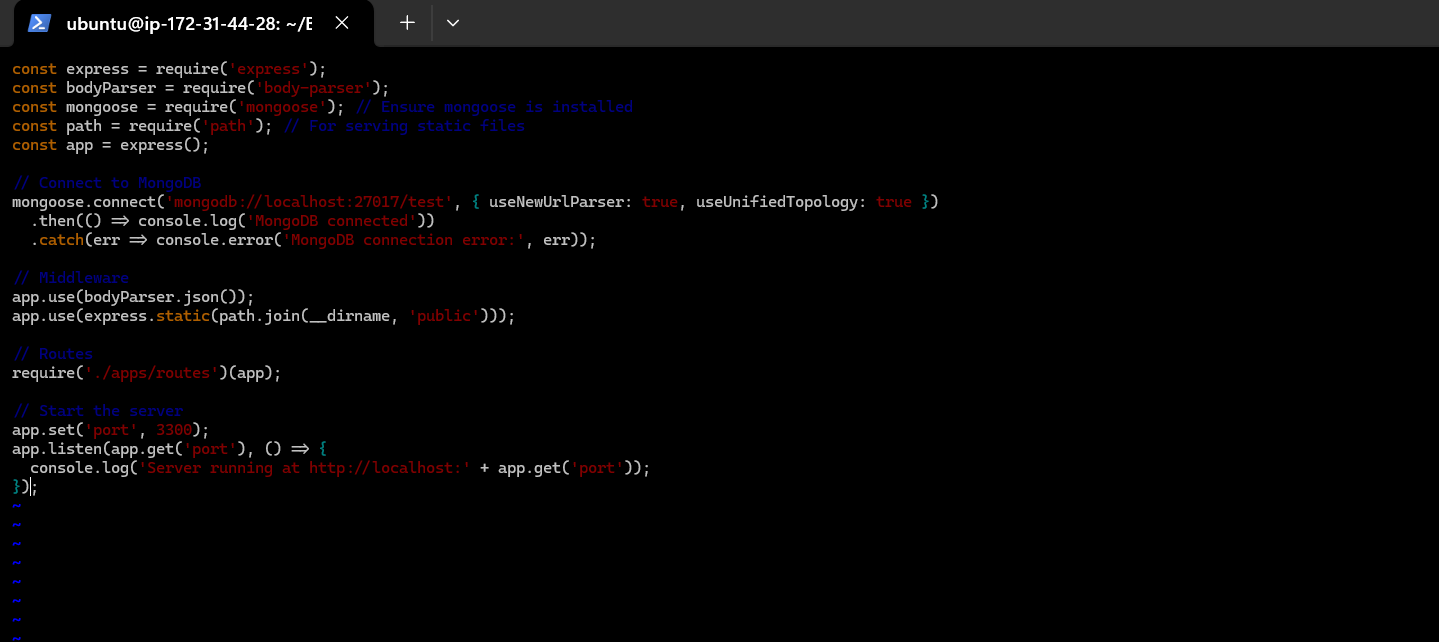 ubuntu@ip-172-31-44-28: ~/E
const express = require('express');
const bodyParser = require('body-parser');
const mongoose = require('mongoose'); // Ensure mongoose is installed
const path = require('path'); // For serving static files
const app = express();
// Connect to MongoDB
mongoose.connect('mongodb://localhost:27017/test', { useNewUrlParser: true, useUnifiedTopology: true })
  .then(() => console.log('MongoDB connected'))
  .catch(err => console.error('MongoDB connection error:', err));
// Middleware
app.use(bodyParser.json());
app.use(express.static(path.join(__dirname, 'public')));
// Routes
require('./apps/routes')(app);
// Start the server
app.set('port', 3300);
app.listen(app.get('port'), () => {
  console.log('Server running at http://localhost:' + app.get('port'));
});
~
~
~
~
~
~
~
~